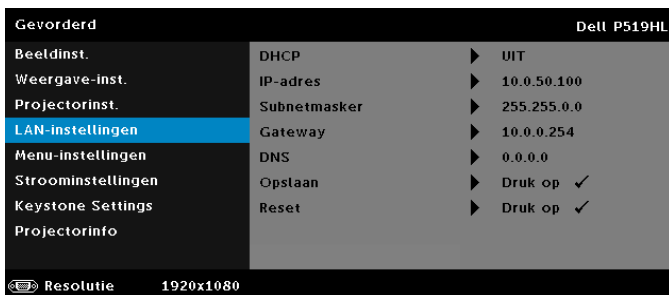 Gevorderd Dell P519HL
Beeldinst. DHCP UIT
Weergave-inst. IP-adres 10.0.50.100
Projectorinst. Subnetmasker 255.255.0.0
LAN-instellingen Gateway 10.0.0.254
Menu-instellingen DNS 0.0.0.0
Stroominstellingen Opslaan Druk op ✓
Keystone Settings Reset Druk op ✓
Projectorinfo
Resolutie 1920x1080